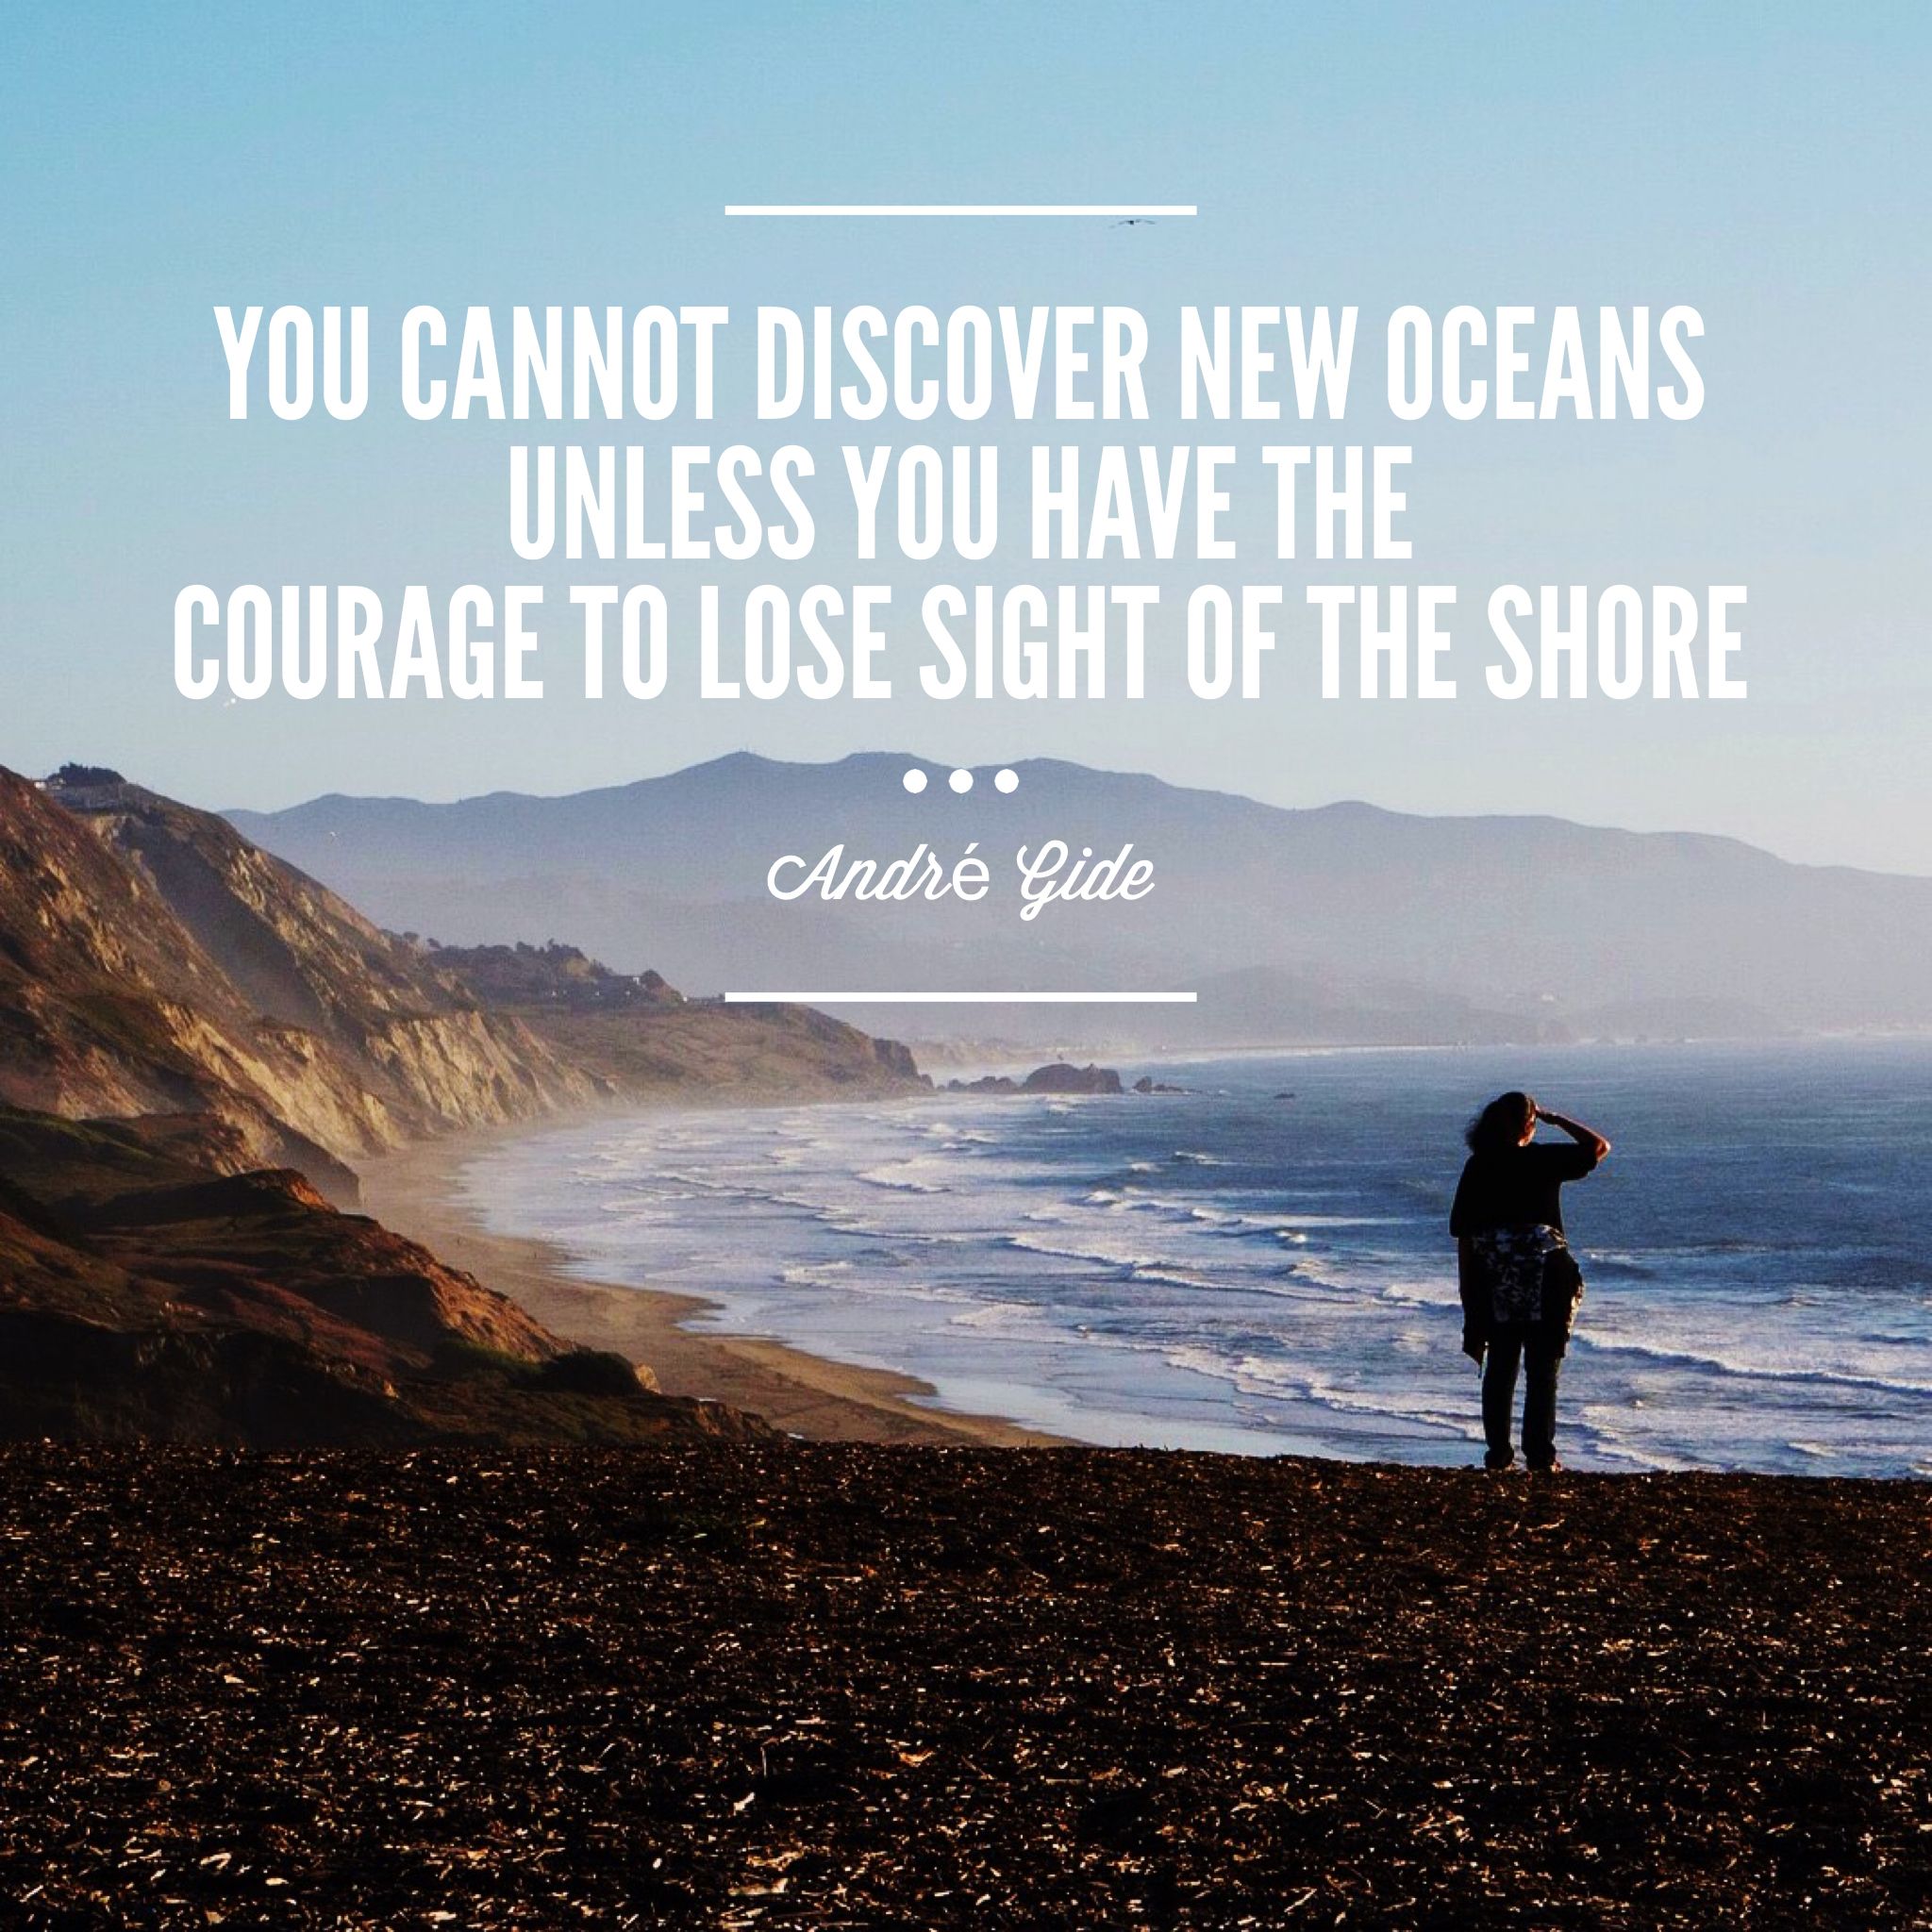 YOU CANNOT DISCOVER NEW OCEANS
UNLESS YOU HAVE THE
COURAGE TO LOSE SIGHT OF THE SHORE
André Gide